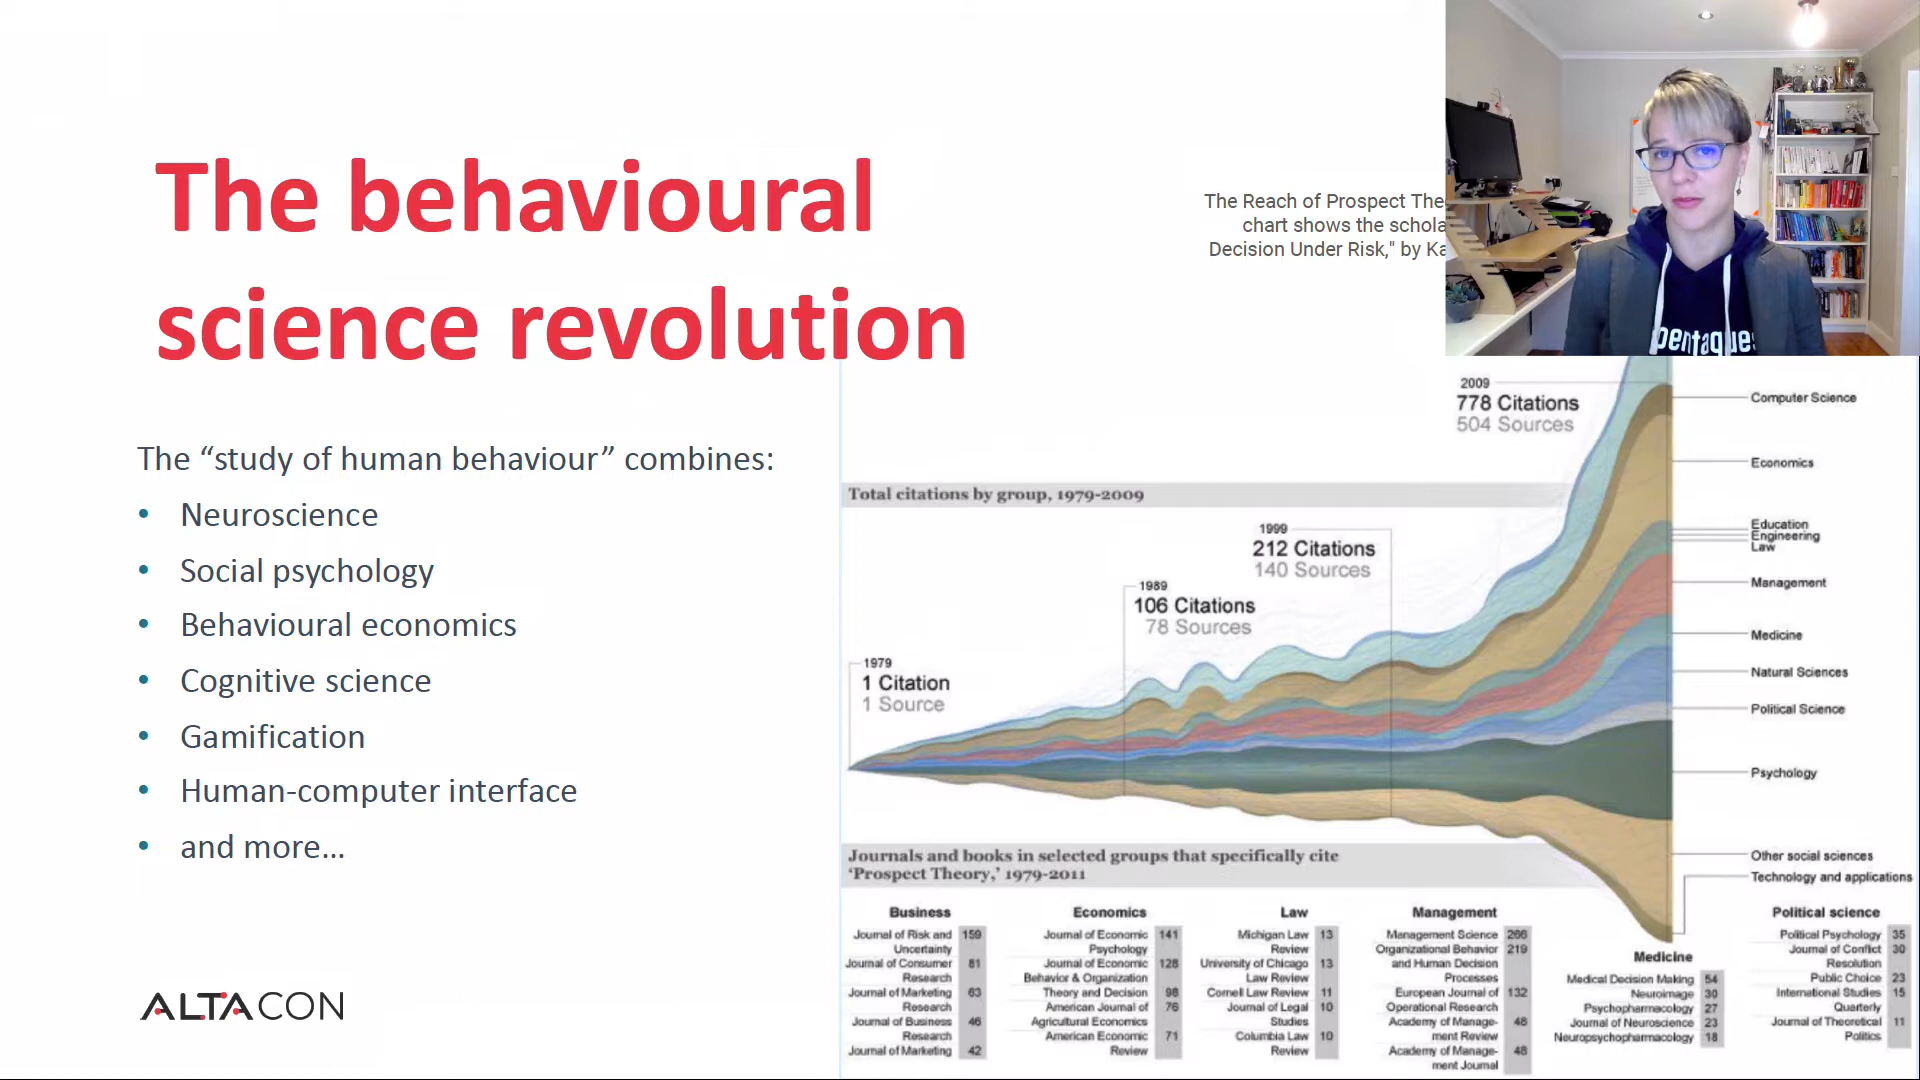 The behavioural
science revolution
The “study of human behaviour” combines:
• Neuroscience
• Social psychology
• Behavioural economics
• Cognitive science
• Gamification
• Human-computer interface
• and more...
ALTACON
The Reach of Prospect The
chart shows the schola
Decision Under Risk," by Ka
pentaques
2009
778 Citations
504 Sources
Total citations by group, 1979-2009
1999
212 Citations
140 Sources
1989
106 Citations
78 Sources
1979
1 Citation
1 Source
Computer Science
Economics
Education
Engineering
Law
Management
Medicine
Natural Sciences
Political Science
Psychology
Other social sciences
Technology and applications
Journals and books in selected groups that specifically cite
‘Prospect Theory,’ 1979-2011
Business
Journal of Risk and 159
Uncertainty
Journal of Consumer 81
Research
Journal of Marketing 63
Research
Journal of Business 46
Research
Journal of Marketing 42
Economics
Journal of Economic 141
Psychology
Journal of Economic 128
Behavior & Organization
Theory and Decision 98
American Journal of 76
Agricultural Economics
American Economic 71
Review
Law
Michigan Law 13
Review
University of Chicago 13
Law Review
Cornell Law Review 11
Journal of Legal 10
Studies
Columbia Law 10
Review
Management
Management Science 266
Organizational Behavior 219
and Human Decision
Processes
European Journal of 132
Operational Research
Academy of Manage- 48
ment Review
Academy of Manage- 48
ment Journal
Medicine
Medical Decision Making 54
Neuroimage 30
Psychopharmacology 27
Journal of Neuroscience 23
Neuropsychopharmacology 18
Political science
Political Psychology 35
Journal of Conflict 30
Resolution
Public Choice 23
International Studies 15
Quarterly
Journal of Theoretical 11
Politics